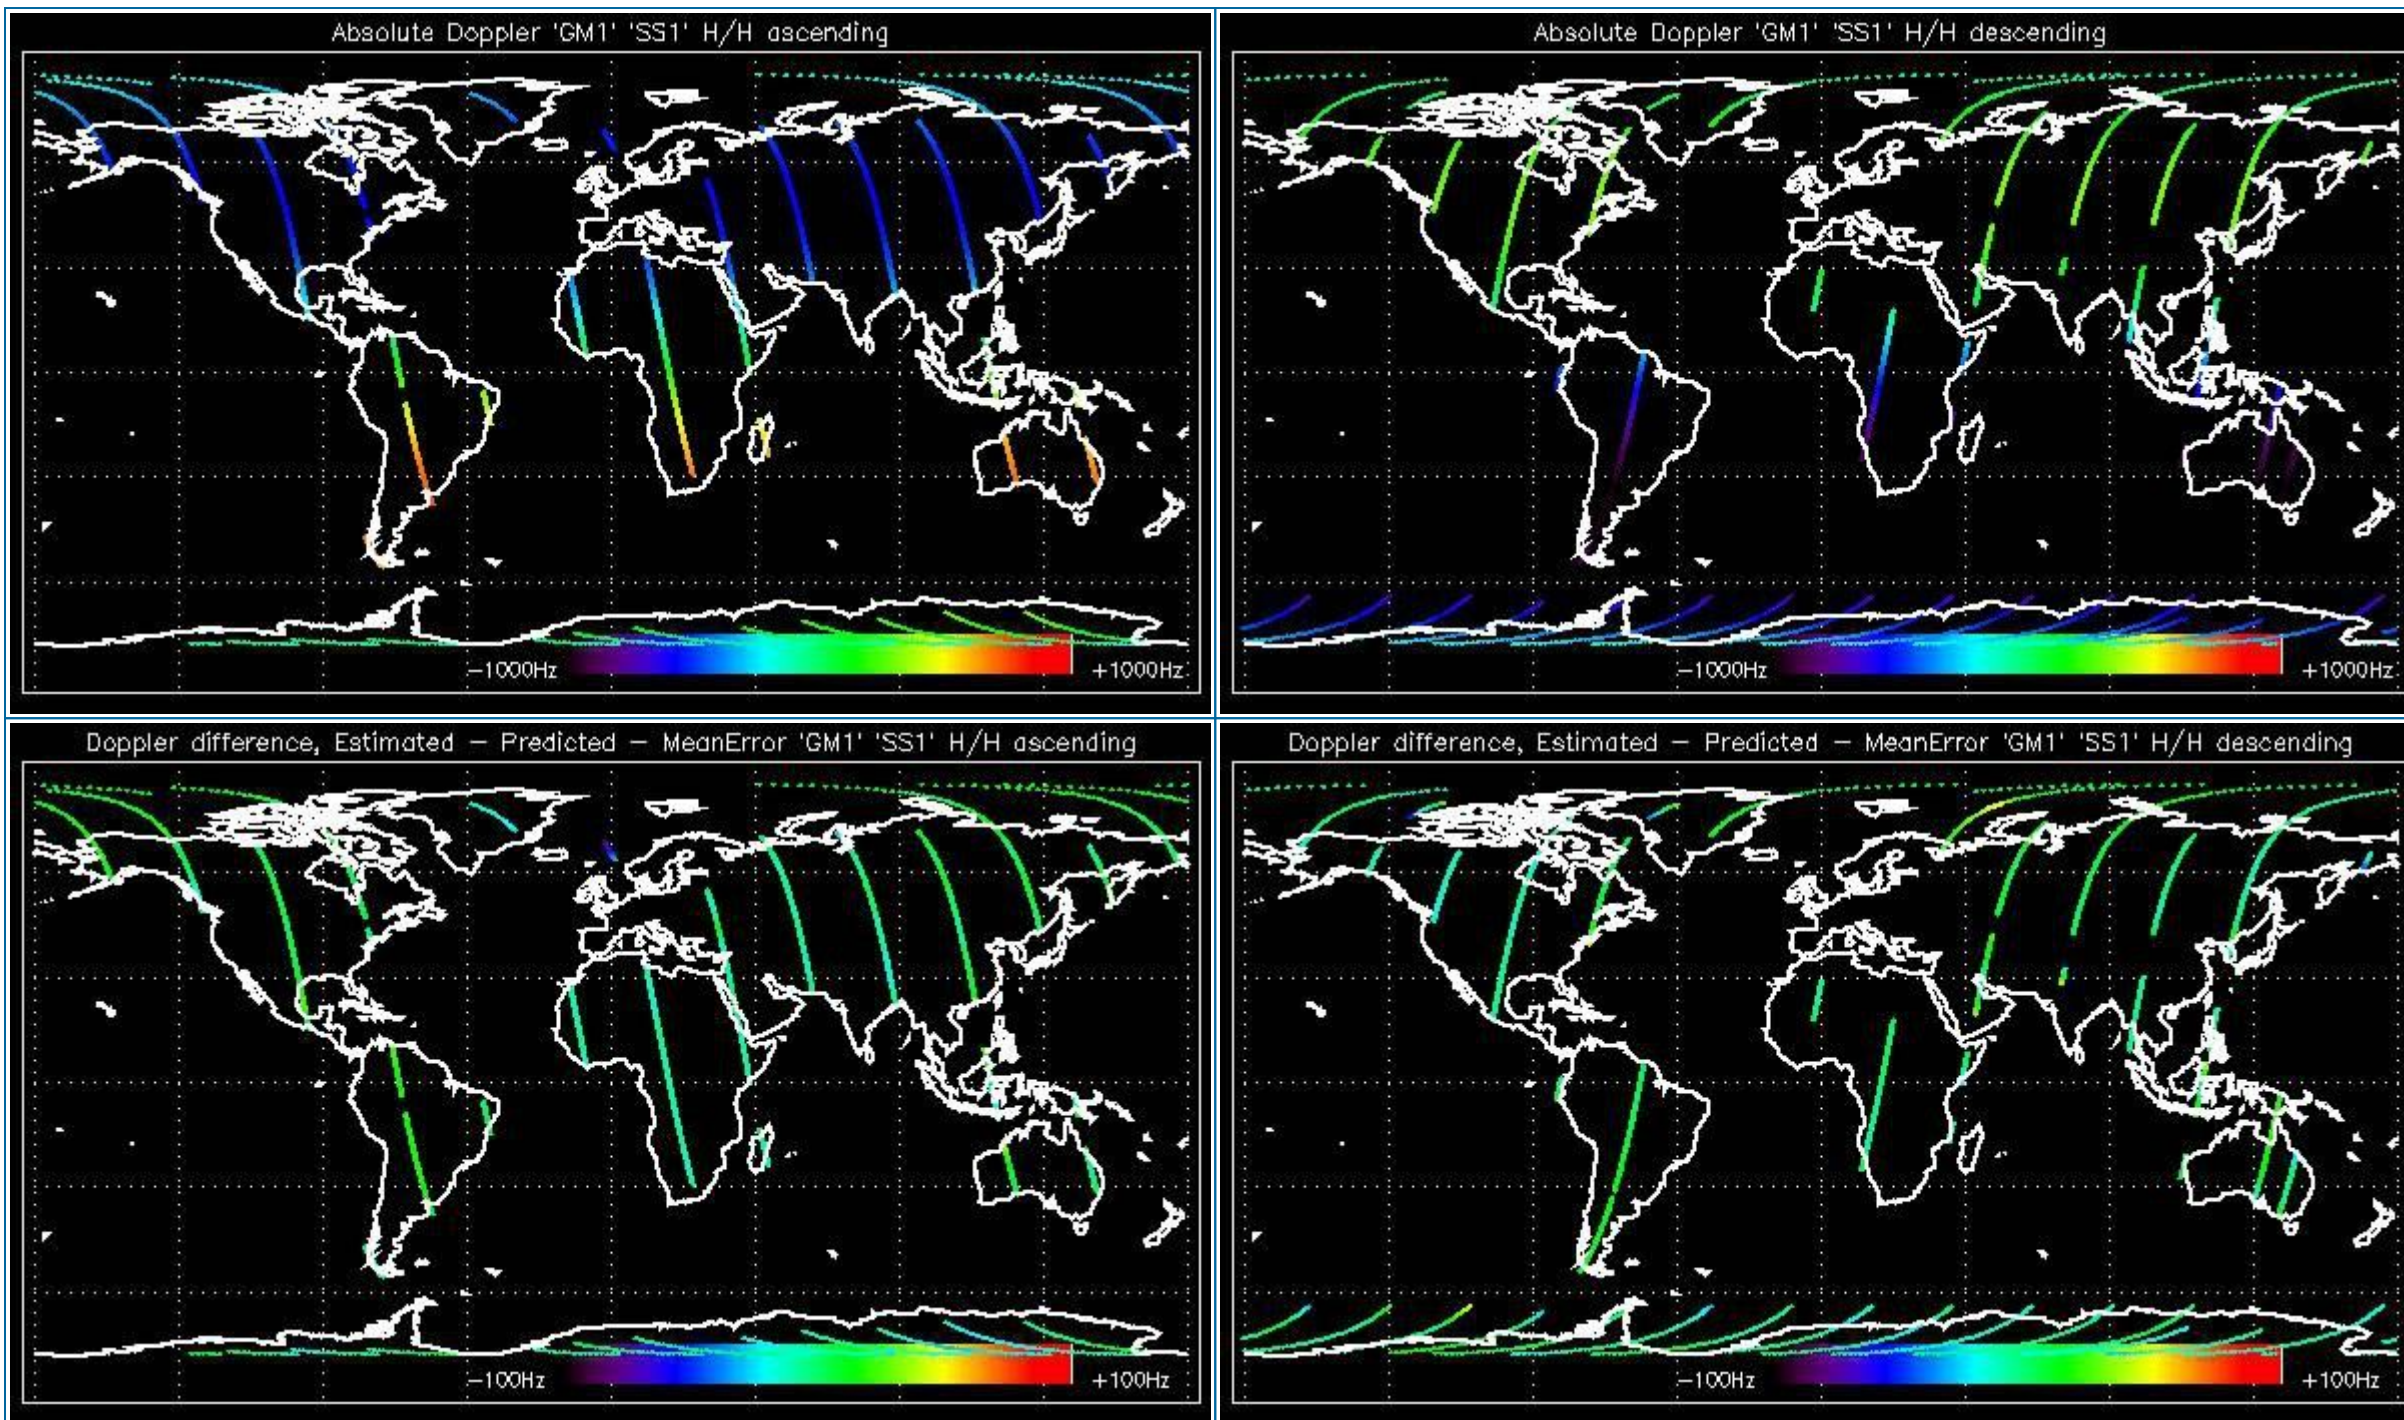 Absolute Doppler 'GM1' 'SS1' H/H ascending
−1000Hz +1000Hz
Absolute Doppler 'GM1' 'SS1' H/H descending
−1000Hz +1000Hz
Doppler difference, Estimated − Predicted − MeanError 'GM1' 'SS1' H/H ascending
−100Hz +100Hz
Doppler difference, Estimated − Predicted − MeanError 'GM1' 'SS1' H/H descending
−100Hz +100Hz